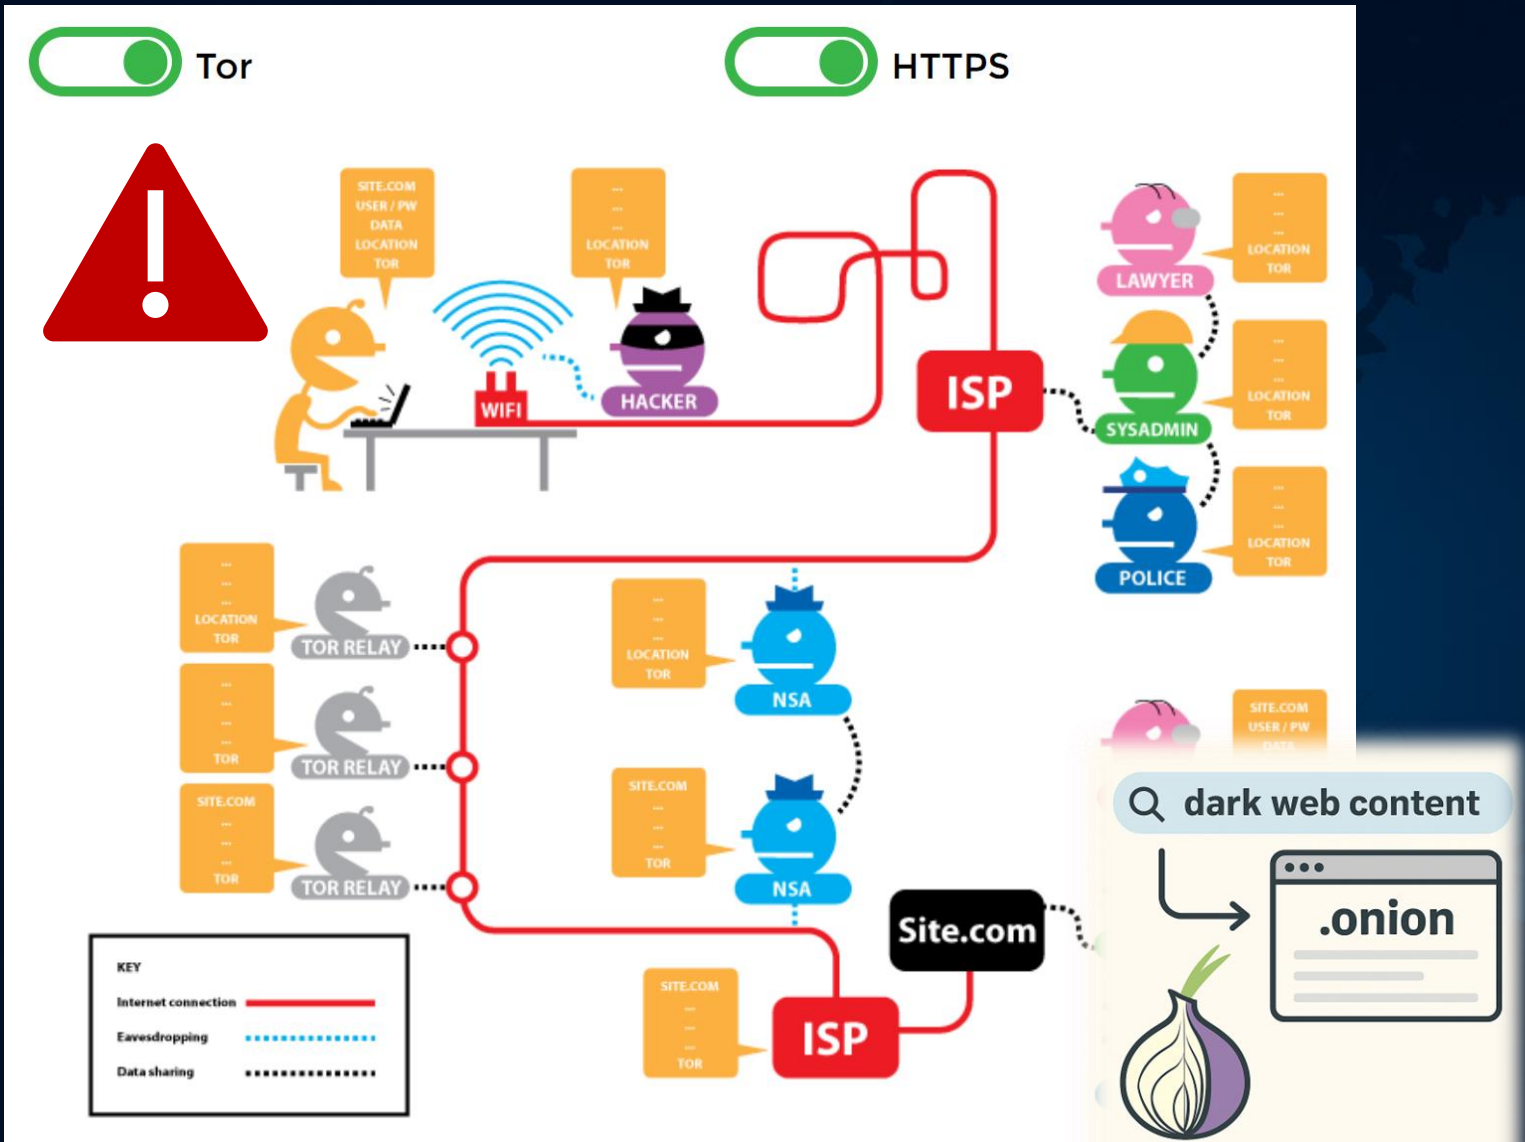 Tor
HTTPS
SITE.COM
USER / PW
DATA
LOCATION
TOR
...
...
...
LOCATION
TOR
WIFI
HACKER
ISP
LAWYER
...
...
...
LOCATION
TOR
SYSADMIN
...
...
...
LOCATION
TOR
POLICE
...
...
...
LOCATION
TOR
...
...
...
LOCATION
TOR
TOR RELAY
...
...
...
...
TOR
TOR RELAY
SITE.COM
...
...
...
TOR
TOR RELAY
...
...
...
LOCATION
TOR
NSA
SITE.COM
...
...
...
TOR
NSA
SITE.COM
USER / PW
DATA
Site.com
SITE.COM
...
...
...
TOR
ISP
KEY
Internet connection
Eavesdropping
Data sharing
dark web content
.onion